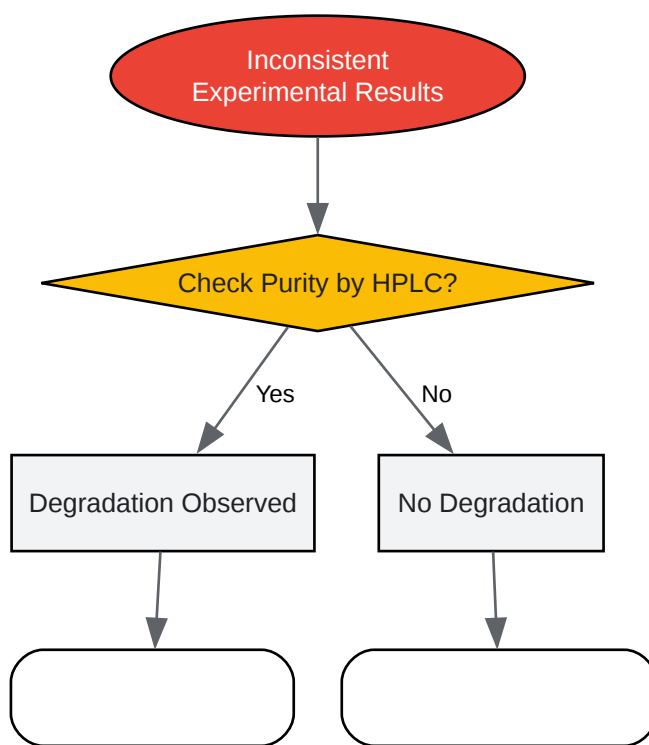 Inconsistent
Experimental Results
Check Purity by HPLC?
Yes
No
Degradation Observed
No Degradation